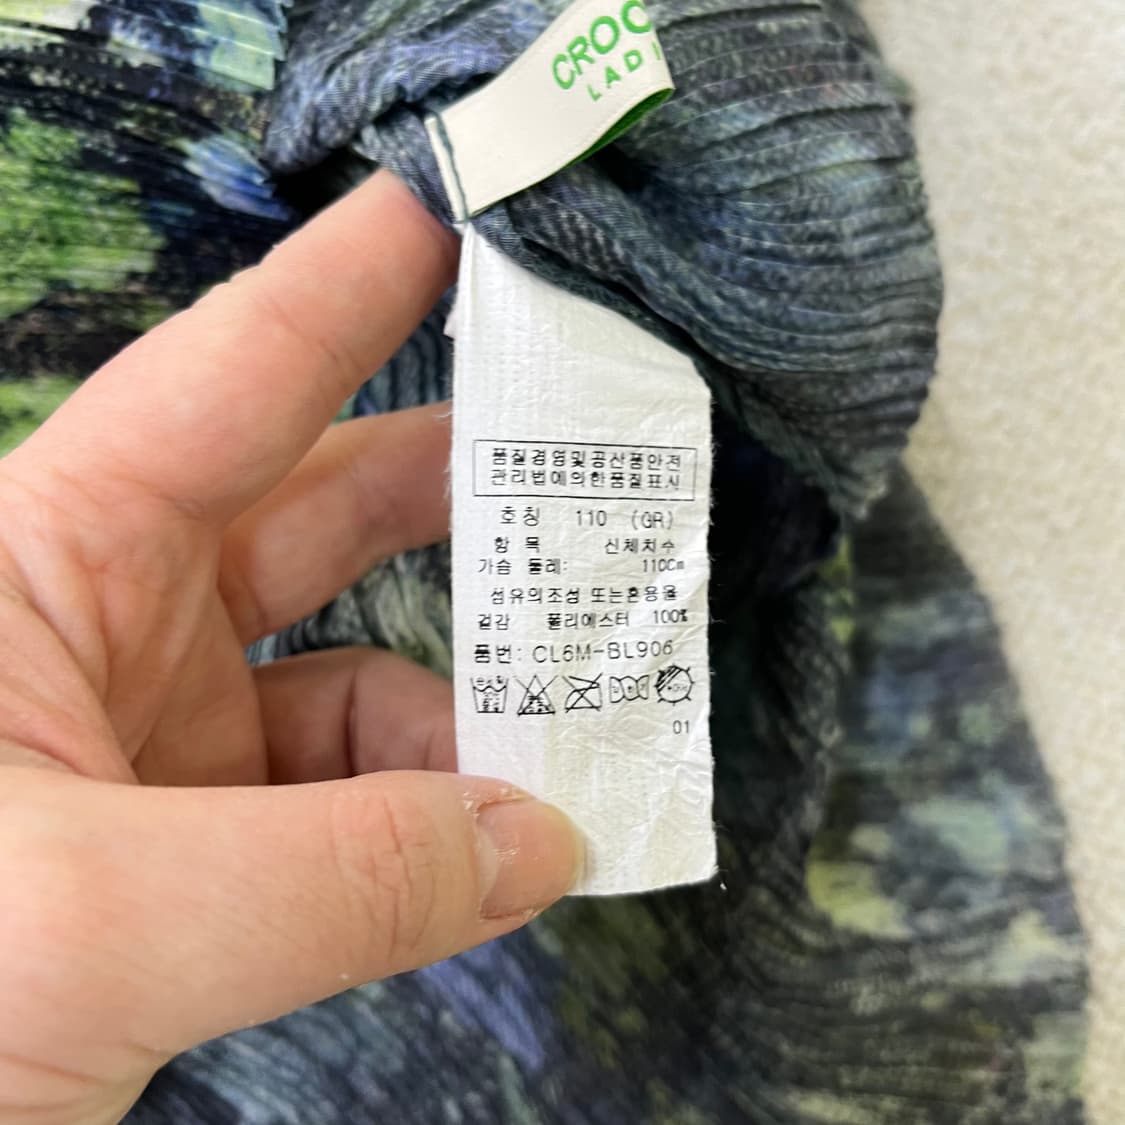 CROC
LADI
품질경영및공산품안전
관리법에의한품질표시
호칭 110 (GR)
항목 신체치수
가슴 둘레: 110Cm
섬유의조성 또는혼용율
겉감 폴리에스터 100%
품번: CL6M-BL906
01